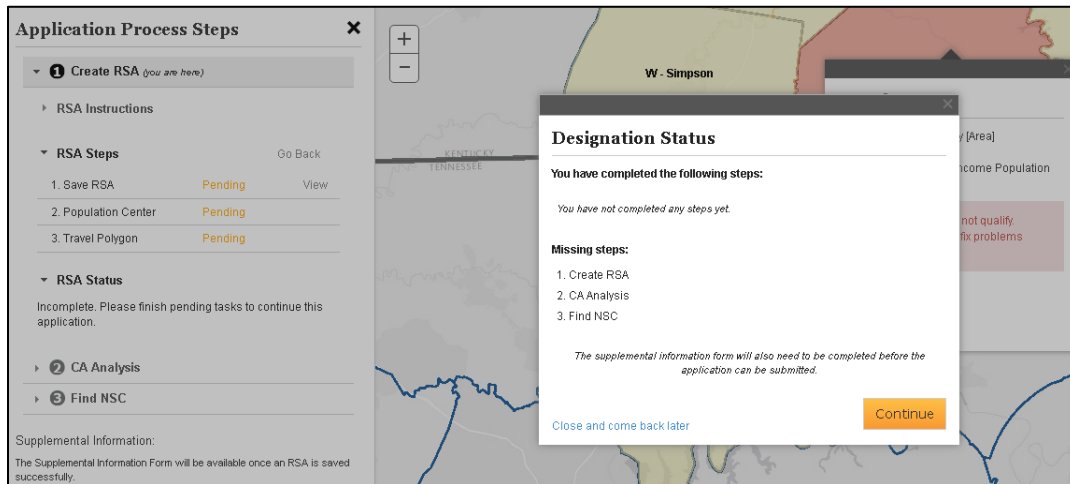 Application Process Steps
1 Create RSA (you are here)
RSA Instructions
RSA Steps Go Back
1. Save RSA Pending View
2. Population Center Pending
3. Travel Polygon Pending
RSA Status
Incomplete. Please finish pending tasks to continue this
application.
2 CA Analysis
3 Find NSC
Supplemental Information:
The Supplemental Information Form will be available once an RSA is saved
successfully.
+
−
W - Simpson
KENTUCKY
TENNESSEE
Designation Status
You have completed the following steps:
You have not completed any steps yet.
Missing steps:
1. Create RSA
2. CA Analysis
3. Find NSC
The supplemental information form will also need to be completed before the
application can be submitted.
Close and come back later
Continue
y [Area]
ncome Population
not qualify.
fix problems